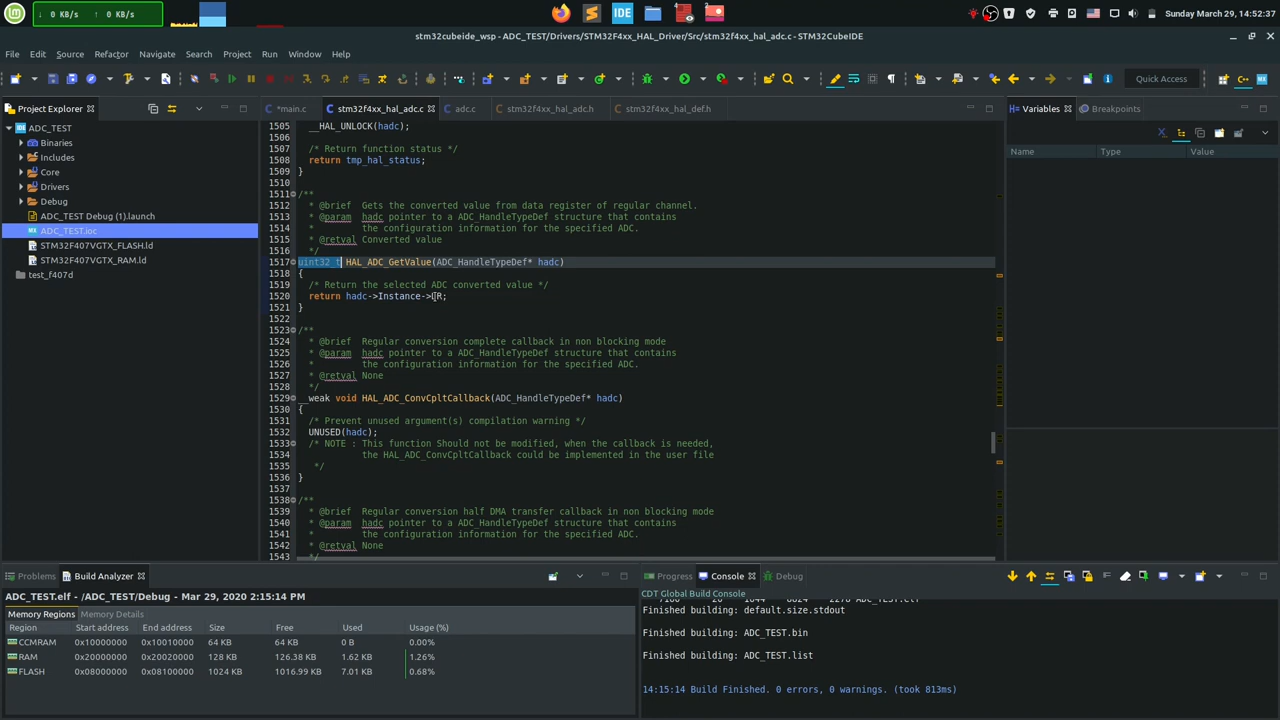 ↓ 0 KB/s ↑ 0 KB/s
IDE
Sunday March 29, 14:52:37
stm32cubeide_wsp - ADC_TEST/Drivers/STM32F4xx_HAL_Driver/Src/stm32f4xx_hal_adc.c - STM32CubeIDE
File Edit Source Refactor Navigate Search Project Run Window Help
Quick Access
Project Explorer
*main.c stm32f4xx_hal_adc.c adc.c stm32f4xx_hal_adc.h stm32f4xx_hal_def.h
Variables Breakpoints
ADC_TEST
Binaries
Includes
Core
Drivers
Debug
ADC_TEST Debug (1).launch
ADC_TEST.ioc
STM32F407VGTX_FLASH.ld
STM32F407VGTX_RAM.ld
test_f407d
1505 __HAL_UNLOCK(hadc);
1506
1507 /* Return function status */
1508 return tmp_hal_status;
1509 }
1510
1511 /**
1512 * @brief Gets the converted value from data register of regular channel.
1513 * @param hadc pointer to a ADC_HandleTypeDef structure that contains
1514 * the configuration information for the specified ADC.
1515 * @retval Converted value
1516 */
1517 uint32_t HAL_ADC_GetValue(ADC_HandleTypeDef* hadc)
1518 {
1519 /* Return the selected ADC converted value */
1520 return hadc->Instance->DR;
1521 }
1522
1523 /**
1524 * @brief Regular conversion complete callback in non blocking mode
1525 * @param hadc pointer to a ADC_HandleTypeDef structure that contains
1526 * the configuration information for the specified ADC.
1527 * @retval None
1528 */
1529 __weak void HAL_ADC_ConvCpltCallback(ADC_HandleTypeDef* hadc)
1530 {
1531 /* Prevent unused argument(s) compilation warning */
1532 UNUSED(hadc);
1533 /* NOTE : This function Should not be modified, when the callback is needed,
1534 the HAL_ADC_ConvCpltCallback could be implemented in the user file
1535 */
1536 }
1537
1538 /**
1539 * @brief Regular conversion half DMA transfer callback in non blocking mode
1540 * @param hadc pointer to a ADC_HandleTypeDef structure that contains
1541 * the configuration information for the specified ADC.
1542 * @retval None
1543 */
Name Type Value
Problems Build Analyzer
ADC_TEST.elf - /ADC_TEST/Debug - Mar 29, 2020 2:15:14 PM
Memory Regions Memory Details
Region Start address End address Size Free Used Usage (%)
CCMRAM 0x10000000 0x10010000 64 KB 64 KB 0 B 0.00%
RAM 0x20000000 0x20020000 128 KB 126.38 KB 1.62 KB 1.26%
FLASH 0x08000000 0x08100000 1024 KB 1016.99 KB 7.01 KB 0.68%
Progress Console Debug
CDT Global Build Console
Finished building: default.size.stdout
Finished building: ADC_TEST.bin
Finished building: ADC_TEST.list
14:15:14 Build Finished. 0 errors, 0 warnings. (took 813ms)